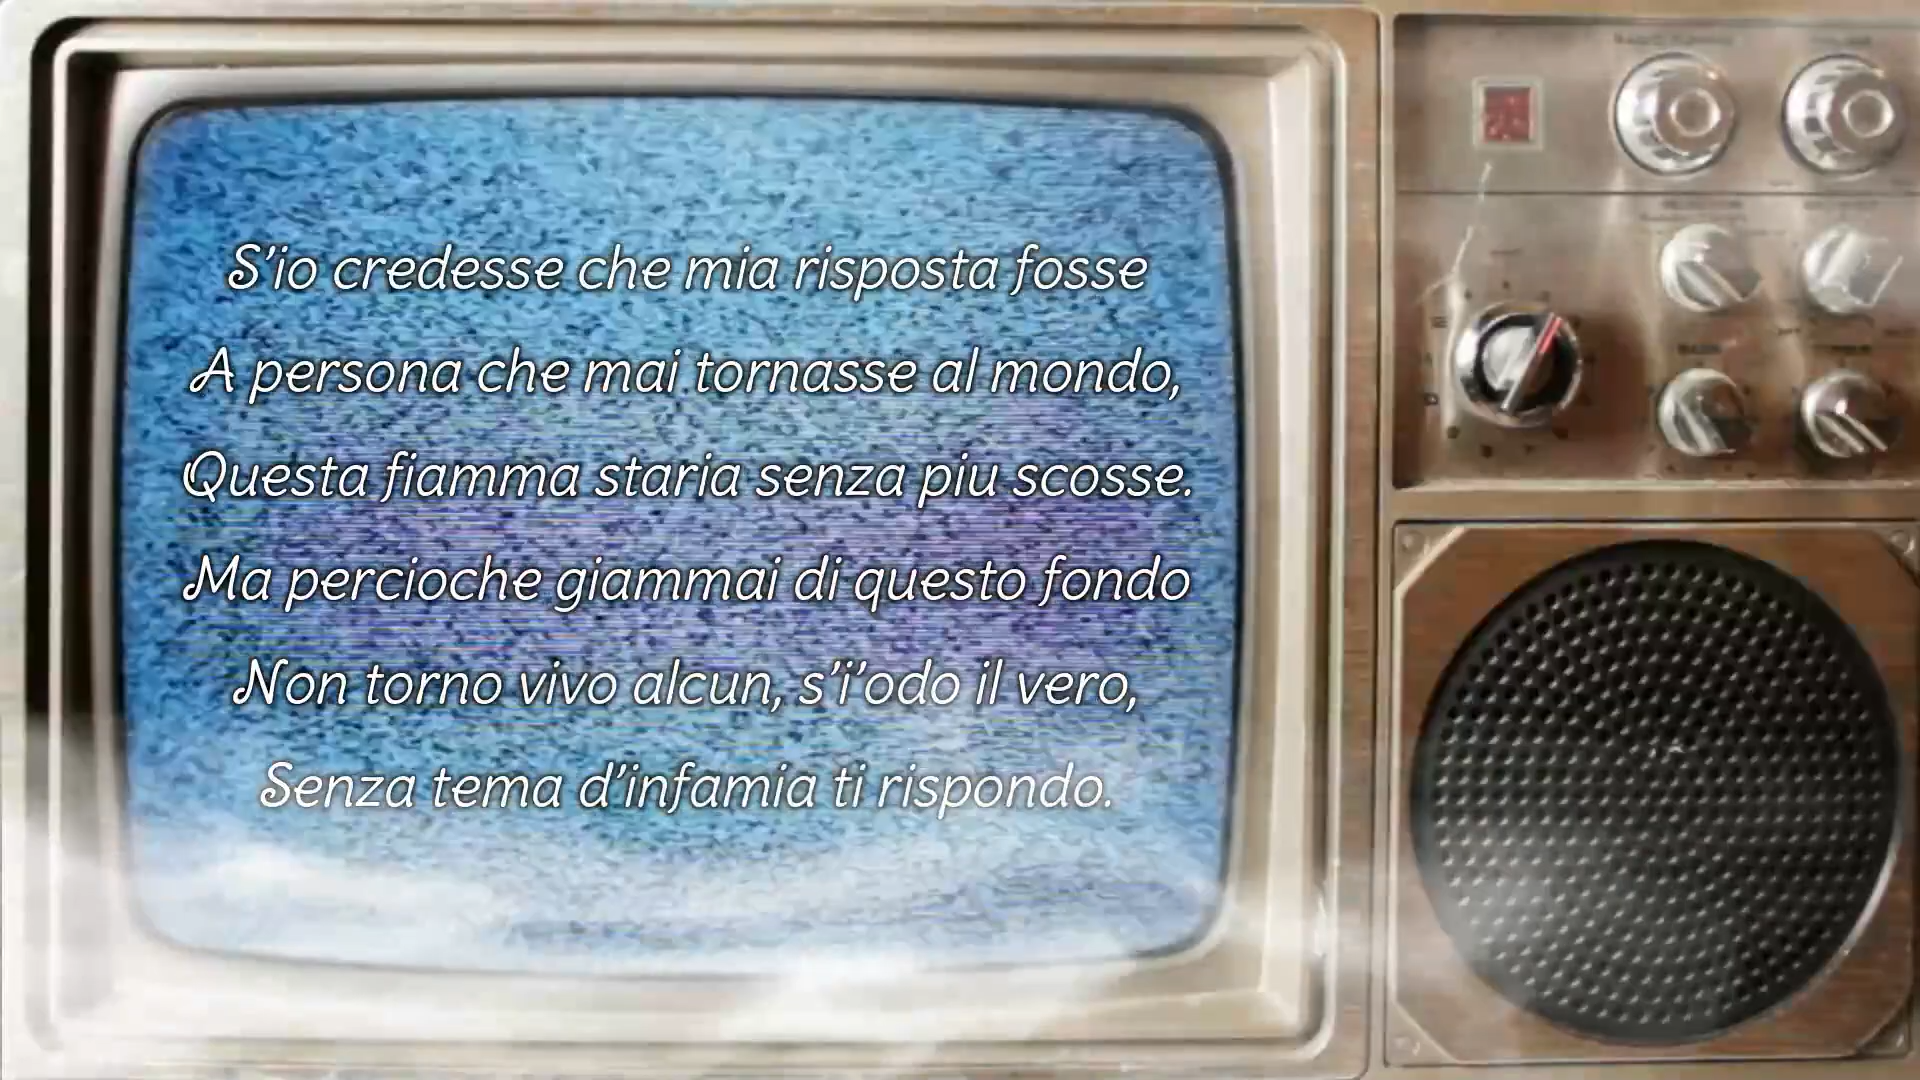 S'io credesse che mia risposta fosse
A persona che mai tornasse al mondo,
Questa fiamma staria senza piu scosse.
Ma percioche giammai di questo fondo
Non torno vivo alcun, s'i'odo il vero,
Senza tema d'infamia ti rispondo.